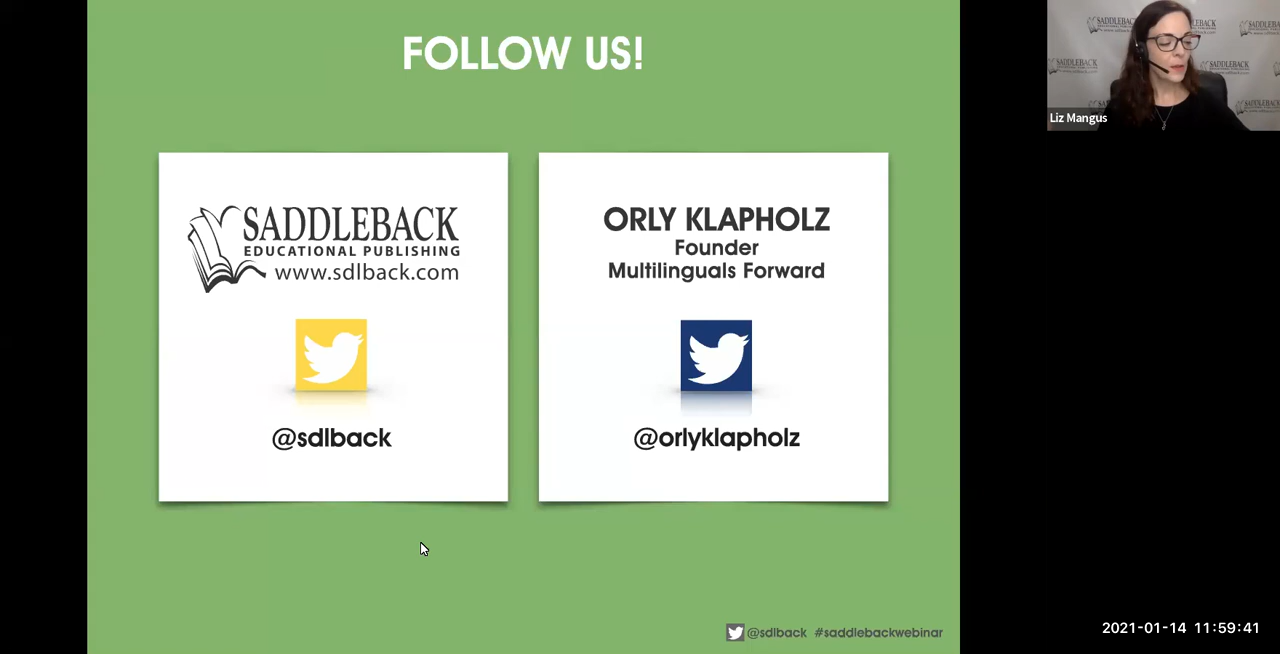 FOLLOW US!
SADDLEBACK
EDUCATIONAL PUBLISHING
www.sdlback.com
@sdlback
ORLY KLAPHOLZ
Founder
Multilinguals Forward
@orlyklapholz
@sdlback #saddlebackwebinar
Liz Mangus
2021-01-14 11:59:41